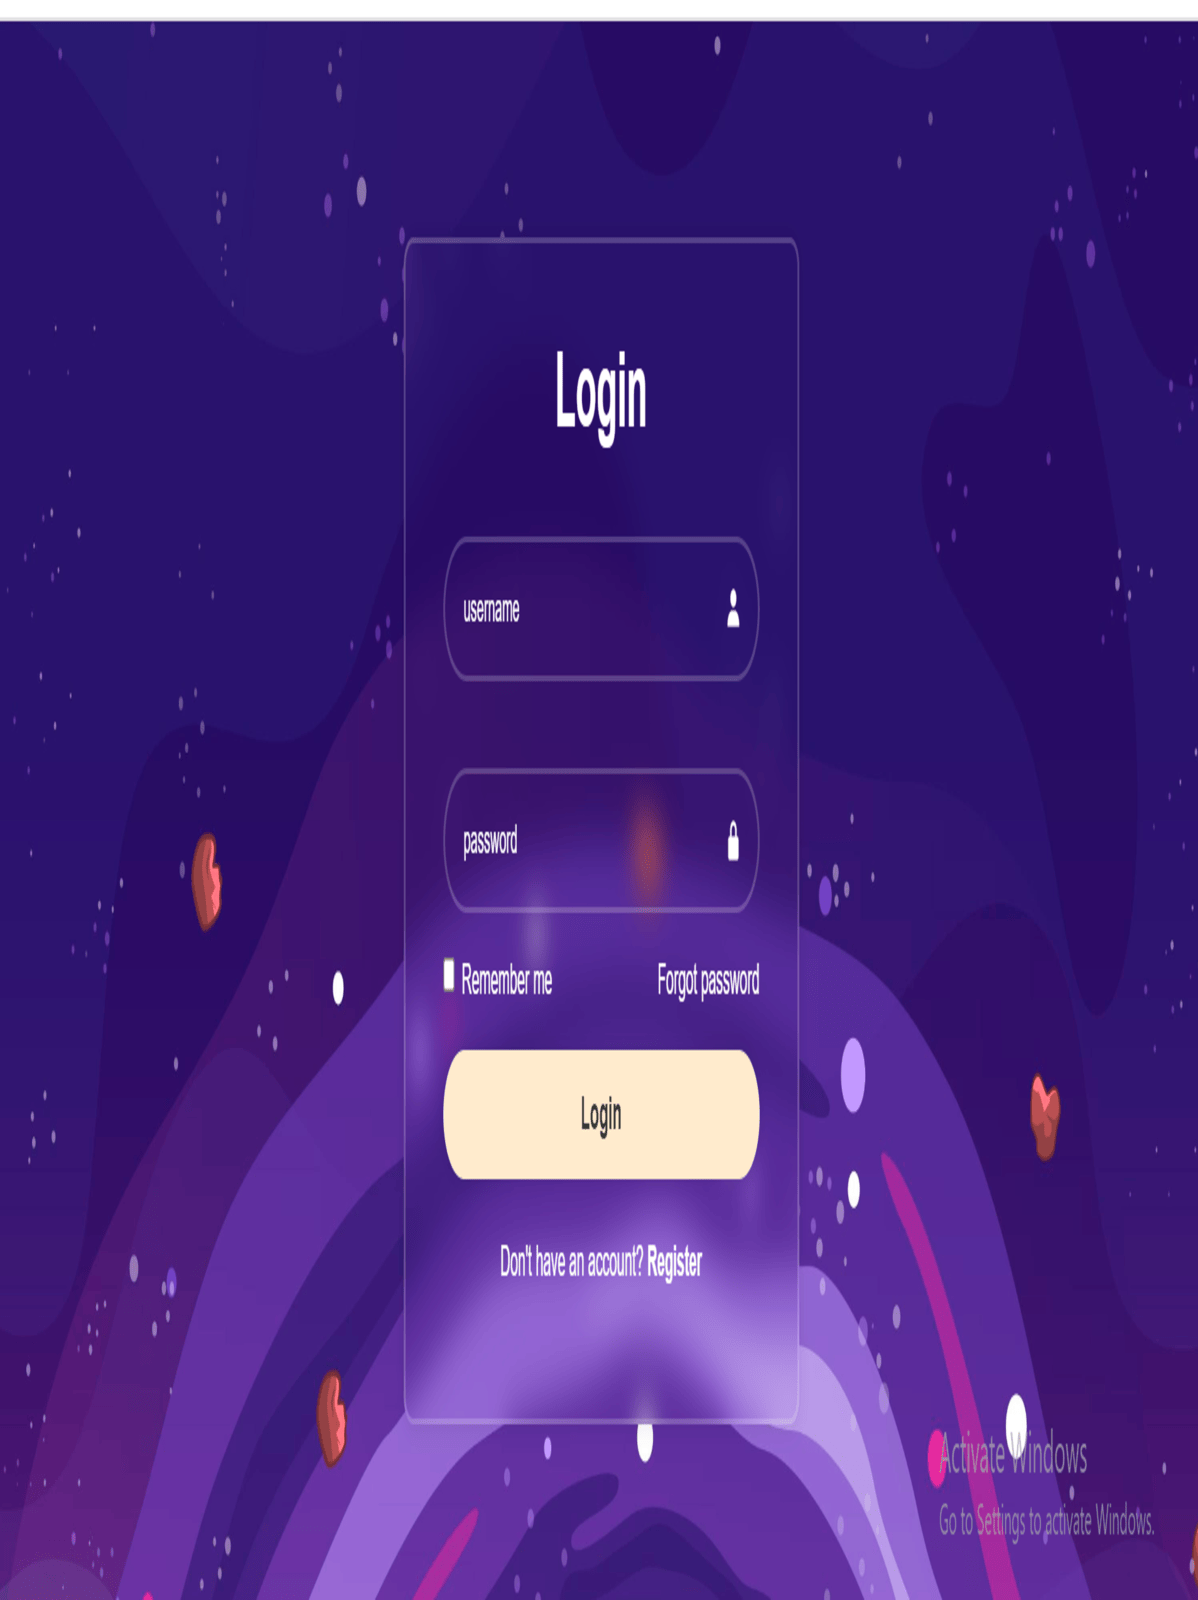 Login
username
password
Remember me Forgot password
Login
Don't have an account? Register
Activate Windows
Go to Settings to activate Windows.